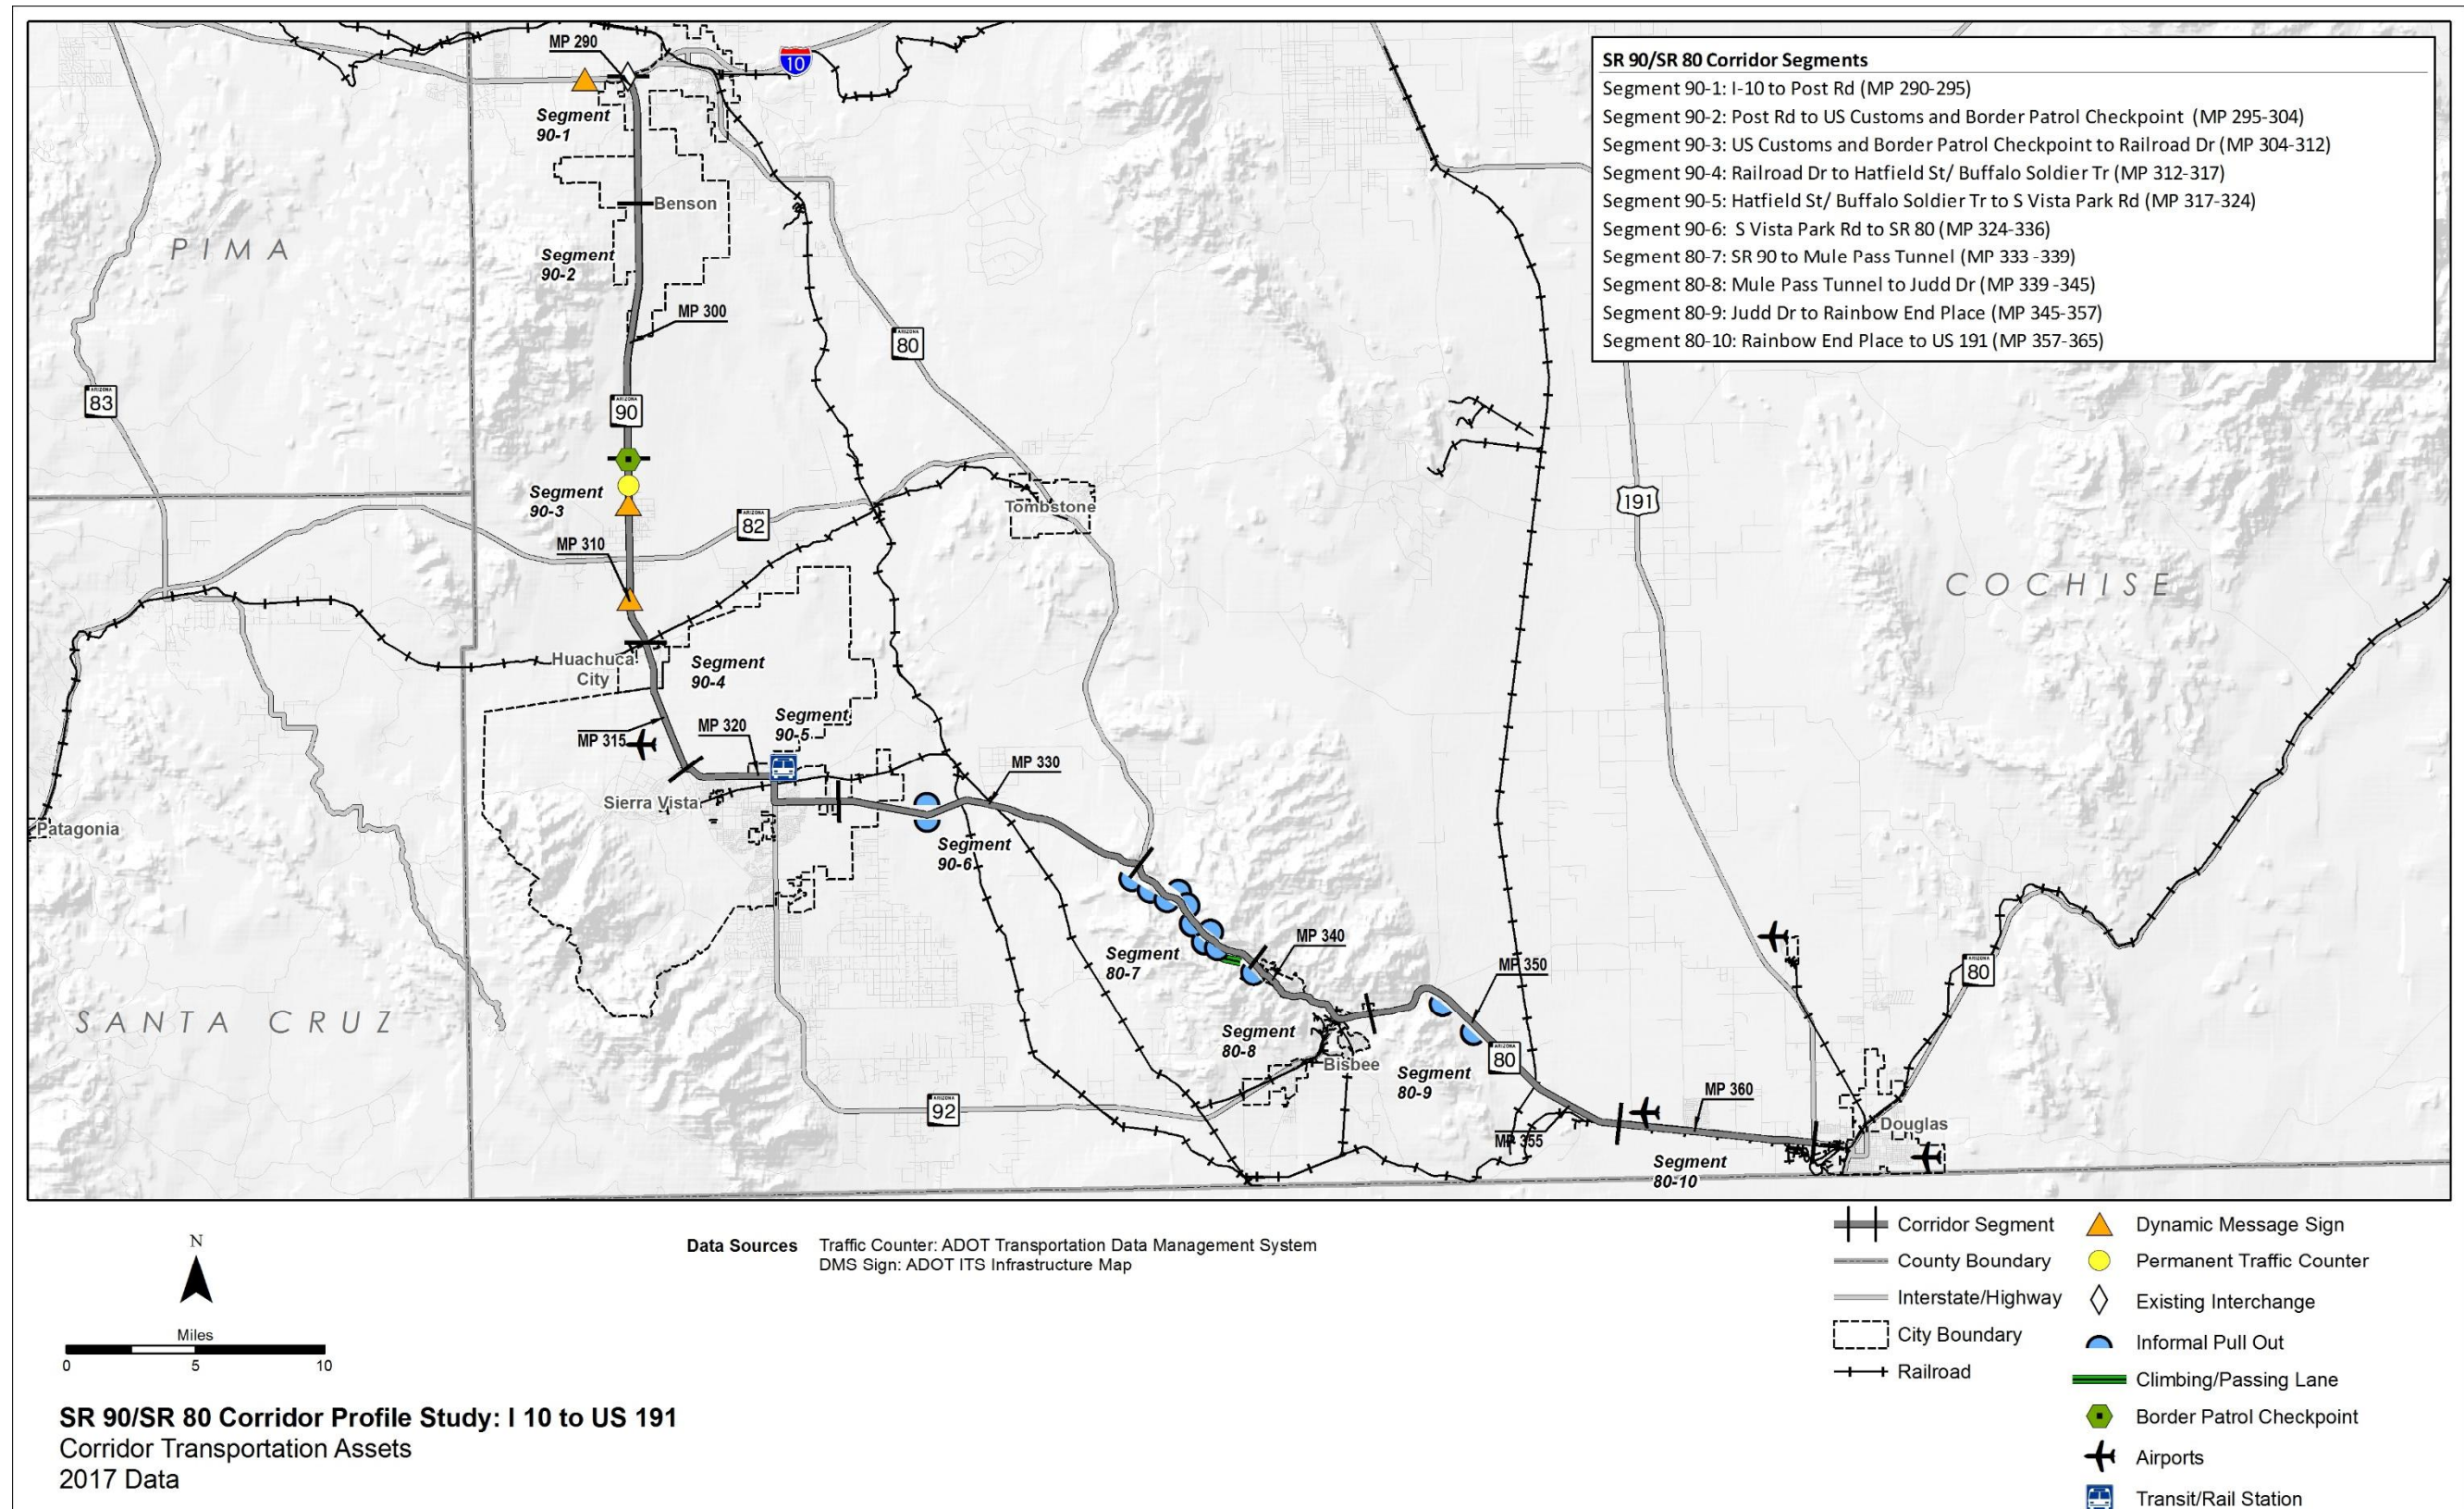 MP 290
10
Segment
90-1
Benson
Segment
90-2
MP 300
PIMA
83
80
90
Segment
90-3
82
Tombstone
MP 310
191
COCHISE
Huachuca
City
Segment
90-4
Segment
90-5
MP 315
MP 320
MP 330
Sierra Vista
Patagonia
Segment
90-6
Segment
80-7
MP 340
MP 350
80
SANTA CRUZ
Segment
80-8
Bisbee
80
Segment
80-9
92
MP 355
MP 360
Douglas
Segment
80-10
SR 90/SR 80 Corridor Segments
Segment 90-1: I-10 to Post Rd (MP 290-295)
Segment 90-2: Post Rd to US Customs and Border Patrol Checkpoint (MP 295-304)
Segment 90-3: US Customs and Border Patrol Checkpoint to Railroad Dr (MP 304-312)
Segment 90-4: Railroad Dr to Hatfield St/ Buffalo Soldier Tr (MP 312-317)
Segment 90-5: Hatfield St/ Buffalo Soldier Tr to S Vista Park Rd (MP 317-324)
Segment 90-6: S Vista Park Rd to SR 80 (MP 324-336)
Segment 80-7: SR 90 to Mule Pass Tunnel (MP 333 -339)
Segment 80-8: Mule Pass Tunnel to Judd Dr (MP 339 -345)
Segment 80-9: Judd Dr to Rainbow End Place (MP 345-357)
Segment 80-10: Rainbow End Place to US 191 (MP 357-365)
N
Miles
0 5 10
Data Sources Traffic Counter: ADOT Transportation Data Management System
DMS Sign: ADOT ITS Infrastructure Map
SR 90/SR 80 Corridor Profile Study: I 10 to US 191
Corridor Transportation Assets
2017 Data
Corridor Segment
County Boundary
Interstate/Highway
City Boundary
Railroad
Dynamic Message Sign
Permanent Traffic Counter
Existing Interchange
Informal Pull Out
Climbing/Passing Lane
Border Patrol Checkpoint
Airports
Transit/Rail Station